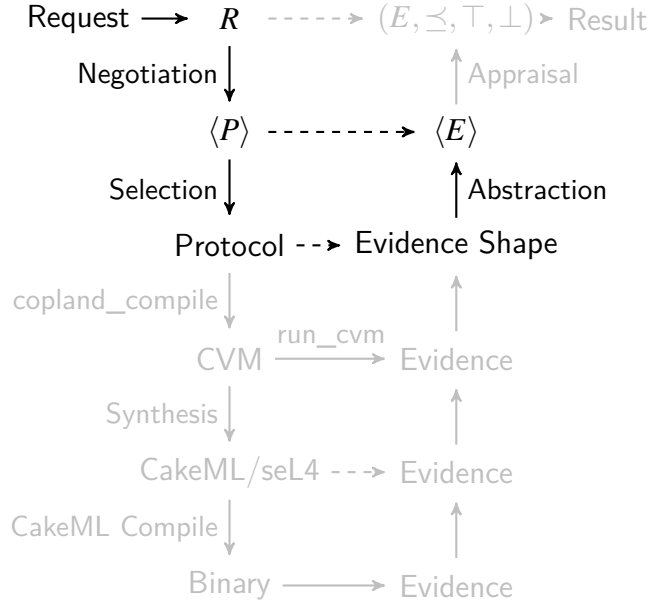 Request R (E, ⪯, ⊤, ⊥) Result
Negotiation Appraisal
⟨P⟩ ⟨E⟩
Selection Abstraction
Protocol Evidence Shape
copland_compile
run_cvm
CVM Evidence
Synthesis
CakeML/seL4 Evidence
CakeML Compile
Binary Evidence